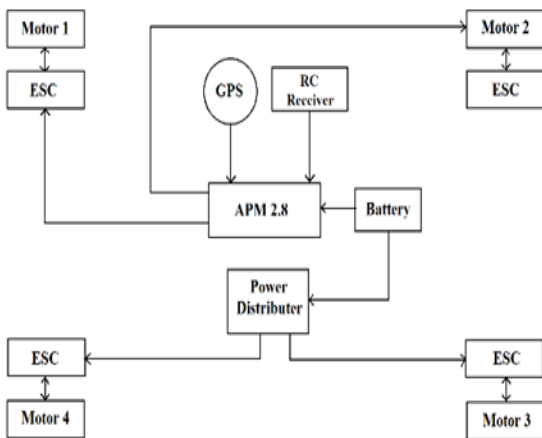 Motor 1
Motor 2
ESC
ESC
GPS
RC
Receiver
APM 2.8
Battery
Power
Distributer
ESC
ESC
Motor 4
Motor 3